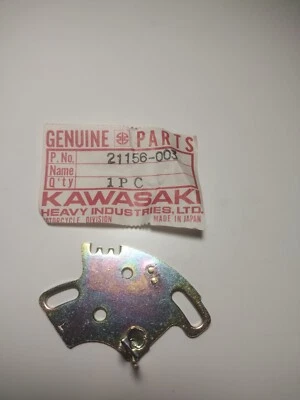 GENUINE PARTS
P.No. 21156-003
Name
Q'ty 1PC
KAWASAKI
HEAVY INDUSTRIES, LTD.
MOTORCYCLE DIVISION MADE IN JAPAN